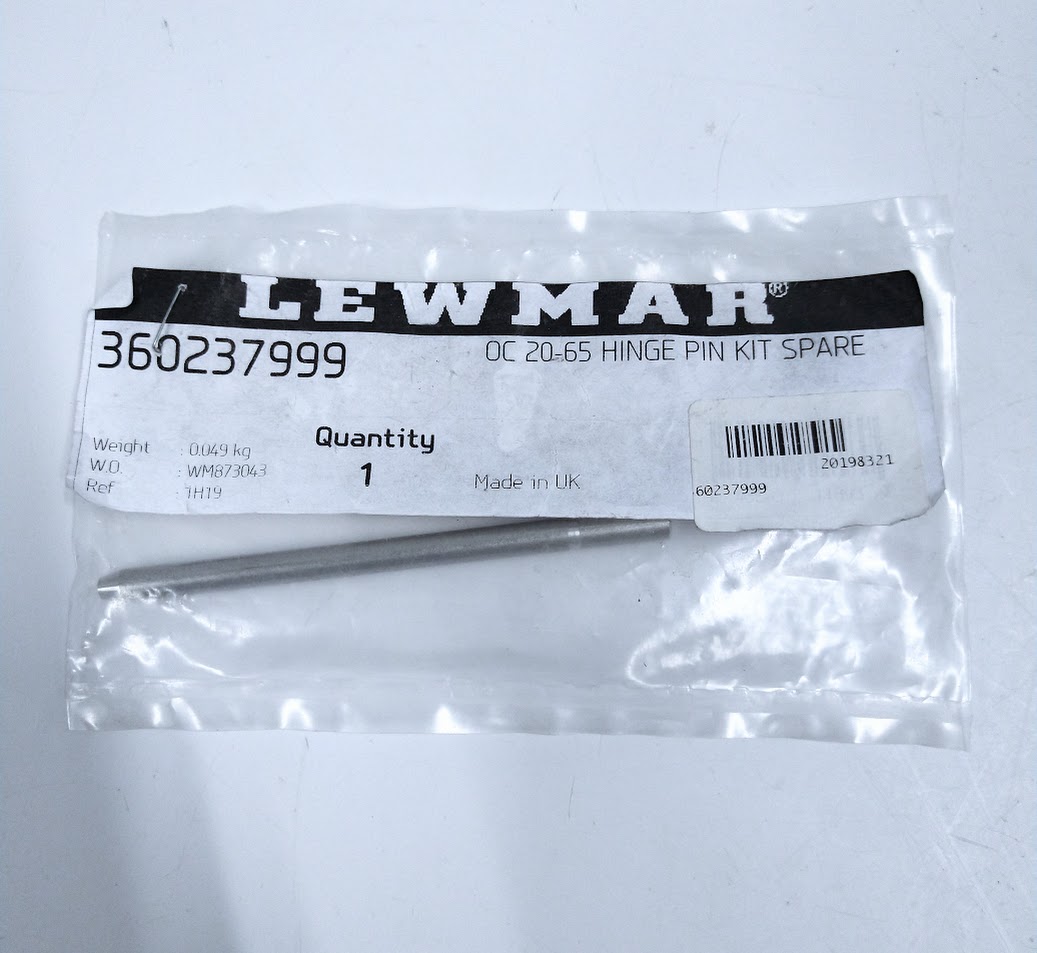 LEWMAR®
360237999
OC 20-65 HINGE PIN KIT SPARE
Weight : 0.049 kg
W.O. : WM873043
Ref : 1H19
Quantity
1
Made in UK
20198321
60237999